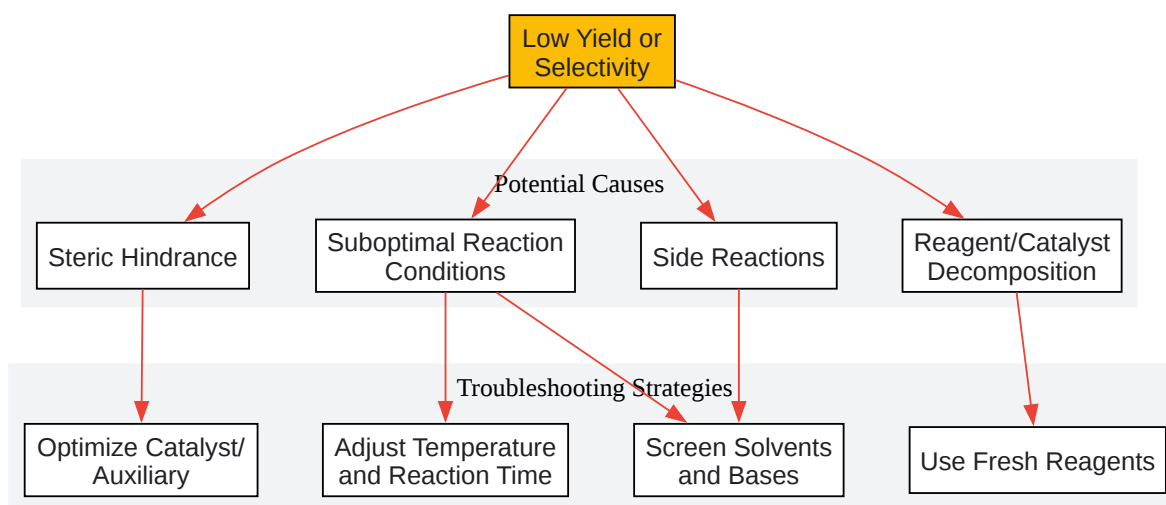 Low Yield or
Selectivity
Potential Causes
Steric Hindrance
Suboptimal Reaction
Conditions
Side Reactions
Reagent/Catalyst
Decomposition
Troubleshooting Strategies
Optimize Catalyst/
Auxiliary
Adjust Temperature
and Reaction Time
Screen Solvents
and Bases
Use Fresh Reagents